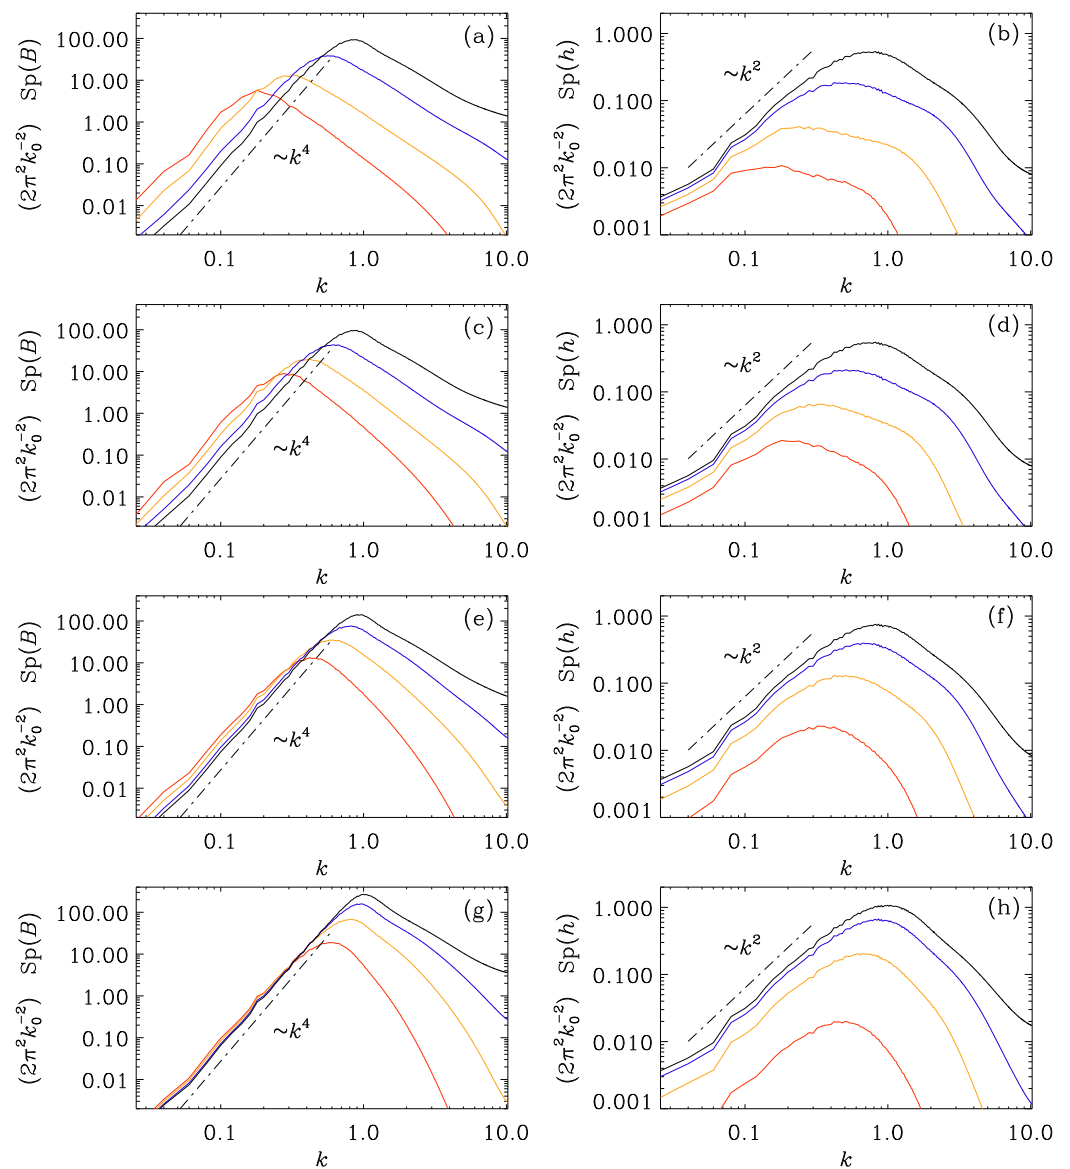 (a)
100.00
10.00
1.00
0.10
0.01
(2π²k₀⁻²) Sp(B)
~k⁴
0.1 1.0 10.0
k
(b)
1.000
0.100
0.010
0.001
(2π²k₀⁻²) Sp(h)
~k²
0.1 1.0 10.0
k
(c)
100.00
10.00
1.00
0.10
0.01
(2π²k₀⁻²) Sp(B)
~k⁴
0.1 1.0 10.0
k
(d)
1.000
0.100
0.010
0.001
(2π²k₀⁻²) Sp(h)
~k²
0.1 1.0 10.0
k
(e)
100.00
10.00
1.00
0.10
0.01
(2π²k₀⁻²) Sp(B)
~k⁴
0.1 1.0 10.0
k
(f)
1.000
0.100
0.010
0.001
(2π²k₀⁻²) Sp(h)
~k²
0.1 1.0 10.0
k
(g)
100.00
10.00
1.00
0.10
0.01
(2π²k₀⁻²) Sp(B)
~k⁴
0.1 1.0 10.0
k
(h)
1.000
0.100
0.010
0.001
(2π²k₀⁻²) Sp(h)
~k²
0.1 1.0 10.0
k